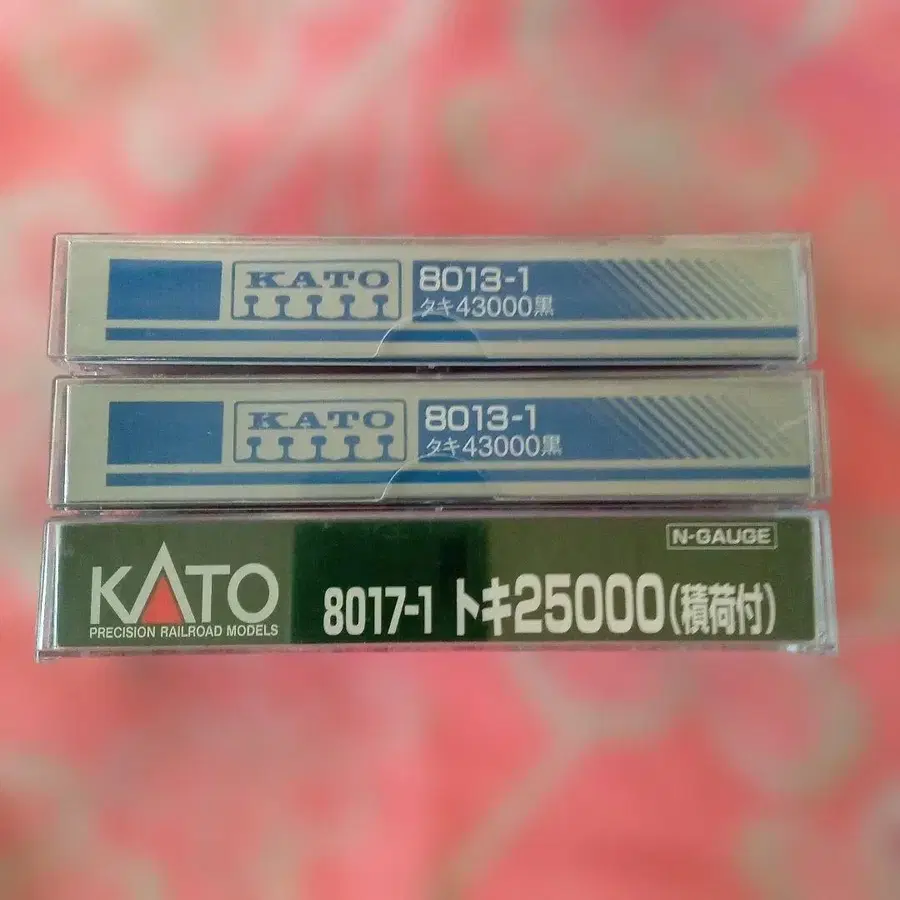 KATO
8013-1
タキ43000黒
KATO
8013-1
タキ43000黒
N-GAUGE
KATO
PRECISION RAILROAD MODELS
8017-1 トキ25000(積荷付)